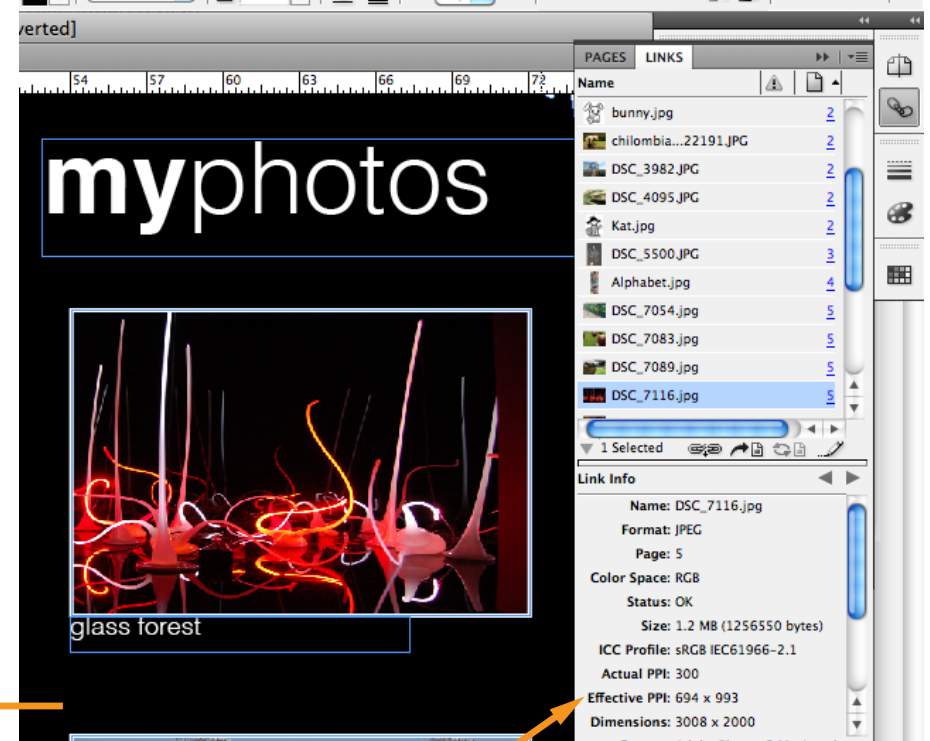 verted]
54 57 60 63 66 69 72
myphotos
glass forest
PAGES LINKS
Name
bunny.jpg 2
chilombia...22191.JPG 2
DSC_3982.JPG 2
DSC_4095.JPG 2
Kat.jpg 2
DSC_5500.JPG 3
Alphabet.jpg 4
DSC_7054.jpg 5
DSC_7083.jpg 5
DSC_7089.jpg 5
DSC_7116.jpg 5
1 Selected
Link Info
Name: DSC_7116.jpg
Format: JPEG
Page: 5
Color Space: RGB
Status: OK
Size: 1.2 MB (1256550 bytes)
ICC Profile: sRGB IEC61966-2.1
Actual PPI: 300
Effective PPI: 694 x 993
Dimensions: 3008 x 2000